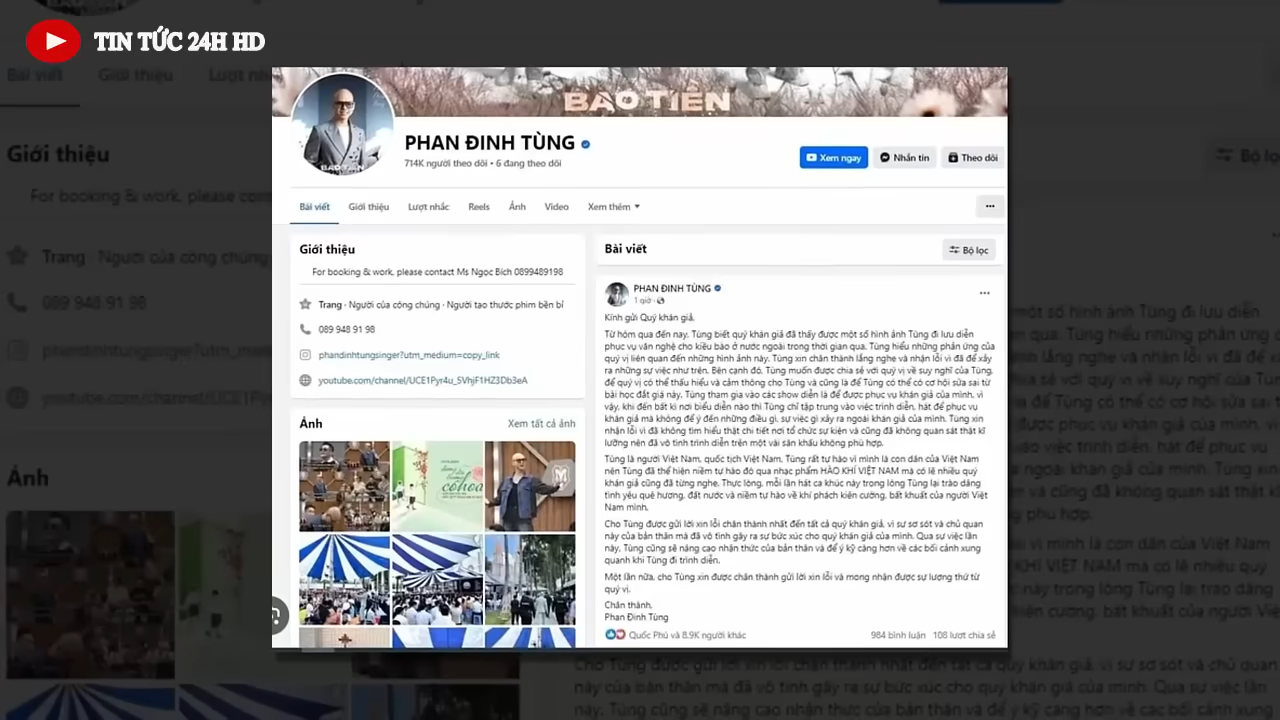 TIN TỨC 24H HD
BAO TIỀN
PHAN ĐINH TÙNG
714K người theo dõi • 6 đang theo dõi
Xem ngay
Nhắn tin
Theo dõi
Bài viết
Giới thiệu
Lượt nhắc
Reels
Ảnh
Video
Xem thêm
Giới thiệu
For booking & work, please contact Ms Ngọc Bích 0899489198
Trang · Người của công chúng · Người tạo thước phim bền bỉ
089 948 91 98
phandinhtungsinger?utm_medium=copy_link
youtube.com/channel/UCE1Pyr4u_SVhjF1HZ3Db3eA
Ảnh
Xem tất cả ảnh
Bài viết
Bộ lọc
PHAN ĐINH TÙNG
1 giờ ·
Kính gửi Quý khán giả,
Từ hôm qua đến nay, Tùng biết quý khán giả đã thấy được một số hình ảnh Tùng đi lưu diễn
phục vụ văn nghệ cho kiều bào ở nước ngoài trong thời gian qua. Tùng hiểu những phản ứng của
quý vị liên quan đến những hình ảnh này. Tùng xin chân thành lắng nghe và nhận lỗi vì đã để xảy
ra những sự việc như trên. Bên cạnh đó, Tùng muốn được chia sẻ với quý vị về suy nghĩ của Tùng,
để quý vị có thể thấu hiểu và cảm thông cho Tùng và cũng là để Tùng có thể có cơ hội sửa sai từ
bài học đắt giá này. Tùng tham gia vào các show diễn là để được phục vụ khán giả của mình, vì
vậy, khi đến bất kì nơi biểu diễn nào thì Tùng chỉ tập trung vào việc trình diễn, hát để phục vụ
khán giả mà không để ý đến những điều gì, sự việc gì xảy ra ngoài khán giả của mình. Tùng xin
nhận lỗi vì đã không tìm hiểu thật chi tiết nơi tổ chức sự kiện và cũng đã không quan sát thật kĩ
lưỡng nên đã vô tình trình diễn trên một vài sân khấu không phù hợp.
Tùng là người Việt Nam, quốc tịch Việt Nam, Tùng rất tự hào vì mình là con dân của Việt Nam
nên Tùng đã thể hiện niềm tự hào đó qua nhạc phẩm HÀO KHÍ VIỆT NAM mà có lẽ nhiều quý
khán giả cũng đã từng nghe. Thực lòng, mỗi lần hát ca khúc này trong lòng Tùng lại trào dâng
tình yêu quê hương, đất nước và niềm tự hào về khí phách kiên cường, bất khuất của người Việt
Nam mình.
Cho Tùng được gửi lời xin lỗi chân thành nhất đến tất cả quý khán giả, vì sự sơ sót và chủ quan
này của bản thân mà đã vô tình gây ra sự bức xúc cho quý khán giả của mình. Qua sự việc lần
này, Tùng cũng sẽ nâng cao nhận thức của bản thân và để ý kỹ càng hơn về các bối cảnh xung
quanh khi Tùng đi trình diễn.
Một lần nữa, cho Tùng xin được chân thành gửi lời xin lỗi và mong nhận được sự lượng thứ từ
quý vị.
Chân thành,
Phan Đinh Tùng
Quốc Phú và 8.9K người khác
984 bình luận
108 lượt chia sẻ